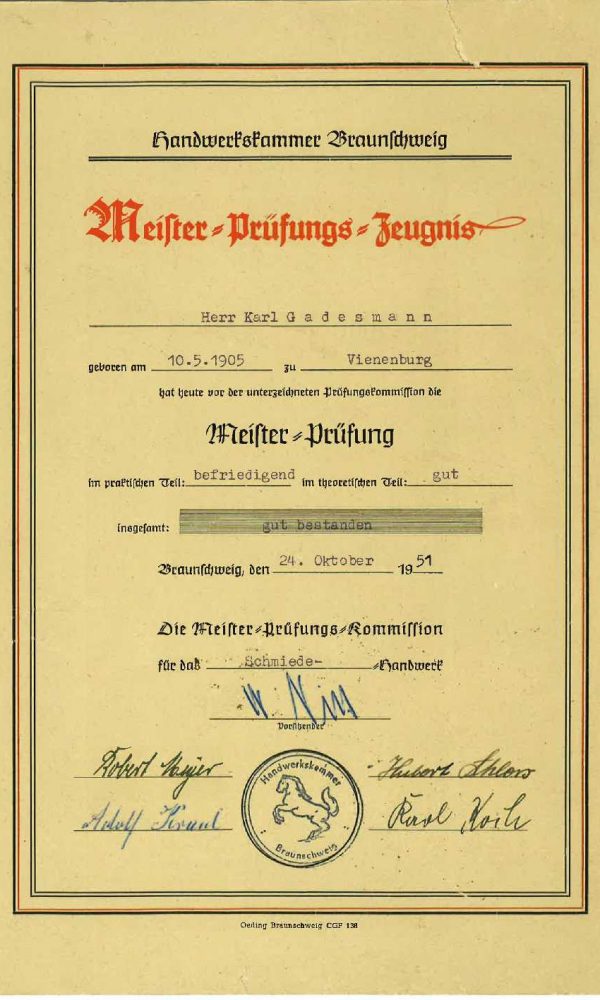 Handwerkskammer Braunschweig
Meister-Prüfungs-Zeugnis
Herr Karl G a d e s m a n n
geboren am 10.5.1905 zu Vienenburg
hat heute vor der unterzeichneten Prüfungskommission die
Meister-Prüfung
im praktischen Teil: befriedigend im theoretischen Teil: gut
insgesamt: gut bestanden
Braunschweig, den 24. Oktober 1951
Die Meister-Prüfungs-Kommission
für das Schmiede- -Handwerk
W.
Vorsitzender
Robert Meyer
Hubert
Adolf
Karl Koch
Handwerkskammer
Braunschweig
Oeding Braunschweig CGF 138